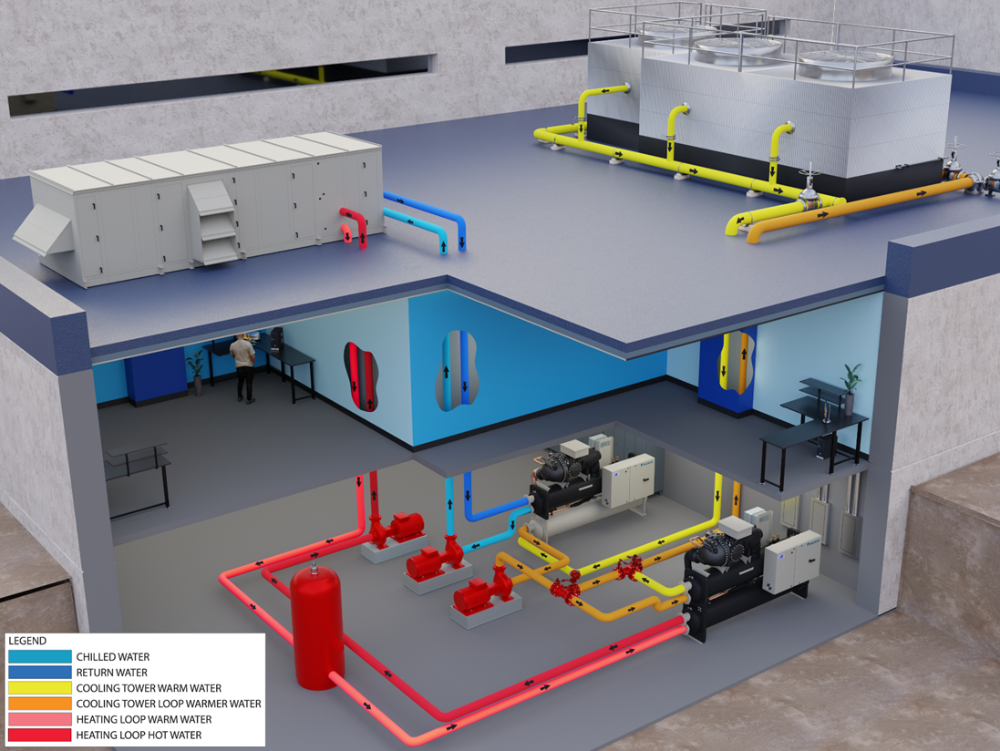 LEGEND
CHILLED WATER
RETURN WATER
COOLING TOWER WARM WATER
COOLING TOWER LOOP WARMER WATER
HEATING LOOP WARM WATER
HEATING LOOP HOT WATER